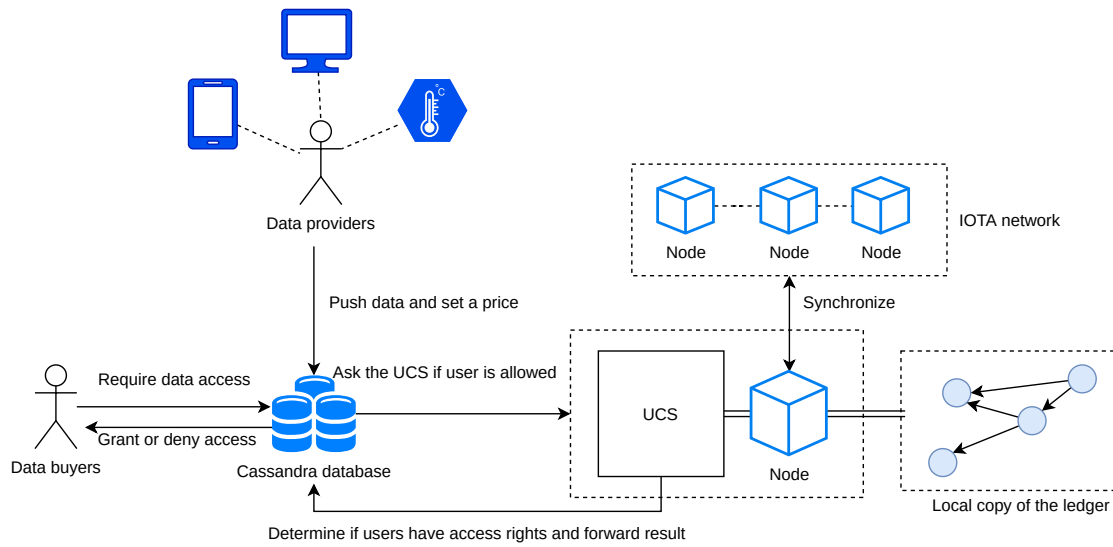 °C
Data providers
Node
Node
Node
IOTA network
Push data and set a price
Synchronize
Require data access
Ask the UCS if user is allowed
UCS
Grant or deny access
Data buyers
Cassandra database
Node
Local copy of the ledger
Determine if users have access rights and forward result